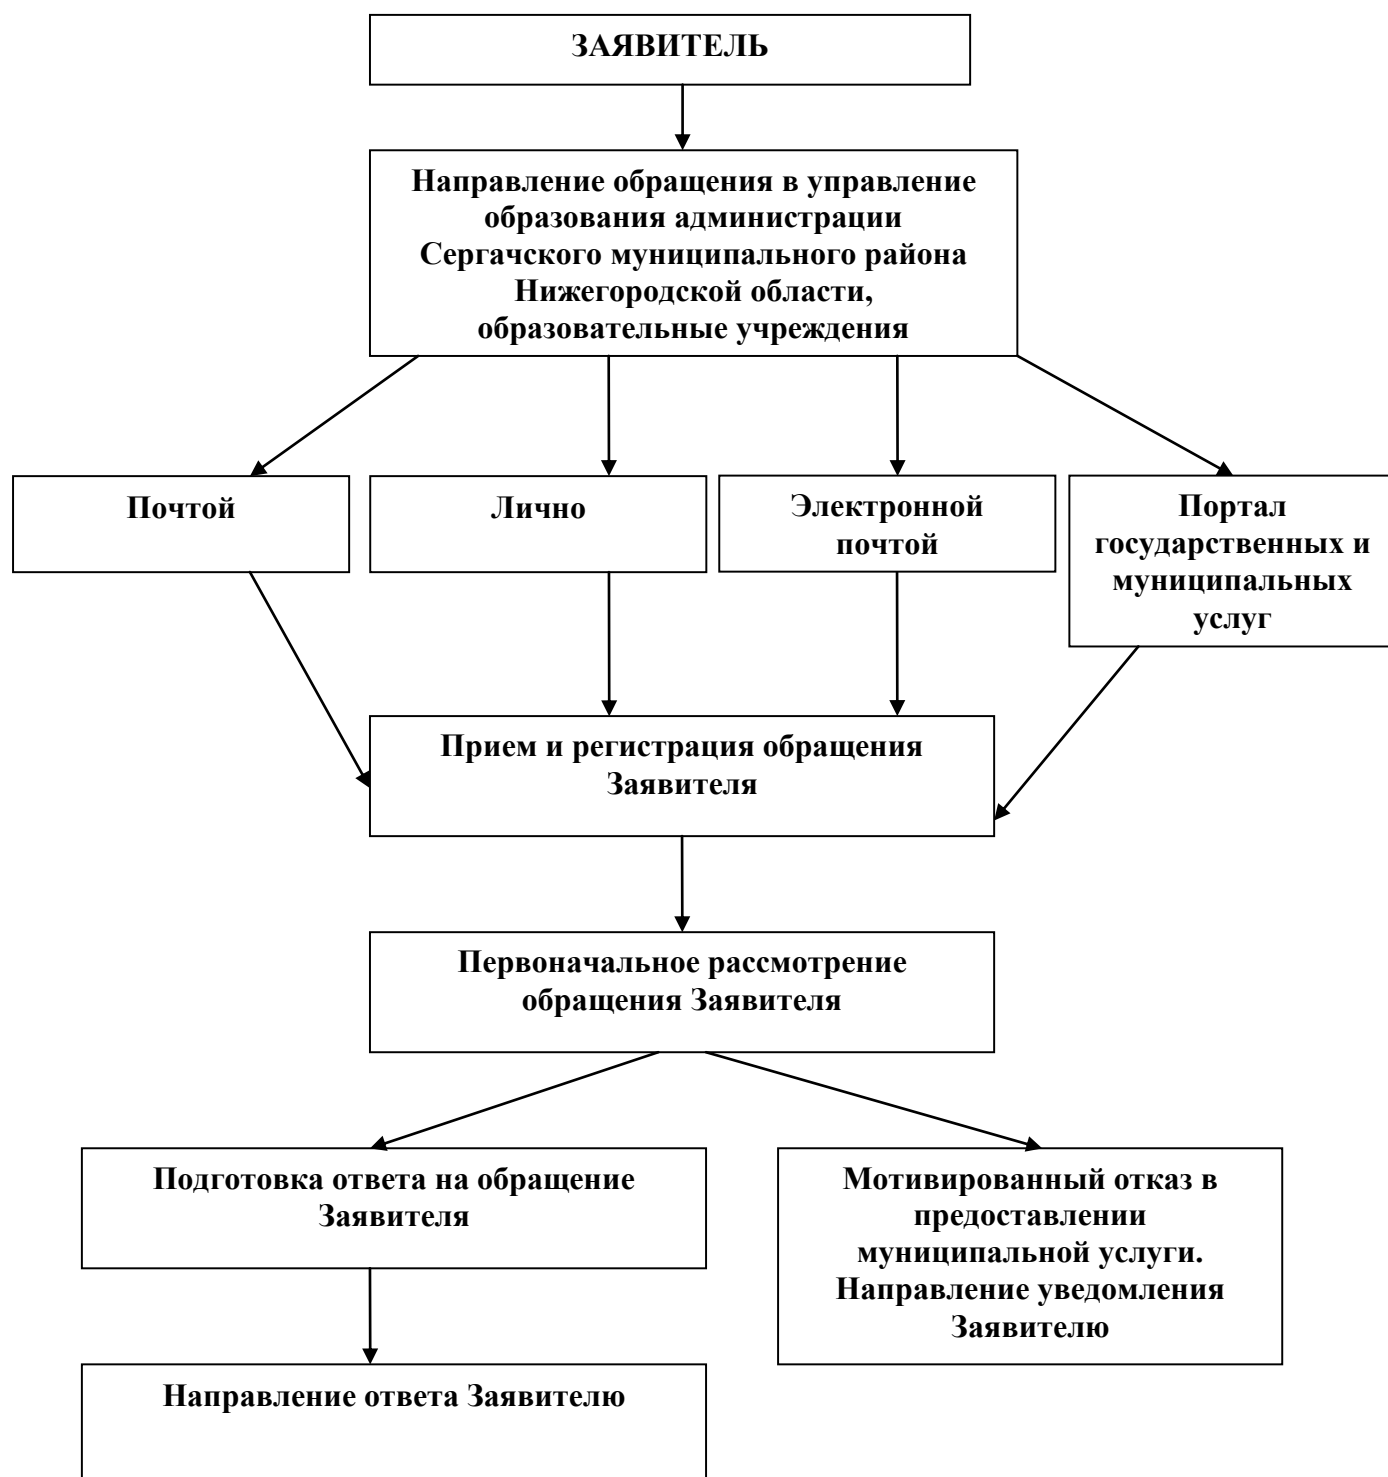 ЗАЯВИТЕЛЬ
Направление обращения в управление
образования администрации
Сергачского муниципального района
Нижегородской области,
образовательные учреждения
Почтой
Лично
Электронной
почтой
Портал
государственных и
муниципальных
услуг
Прием и регистрация обращения
Заявителя
Первоначальное рассмотрение
обращения Заявителя
Подготовка ответа на обращение
Заявителя
Мотивированный отказ в
предоставлении
муниципальной услуги.
Направление уведомления
Заявителю
Направление ответа Заявителю